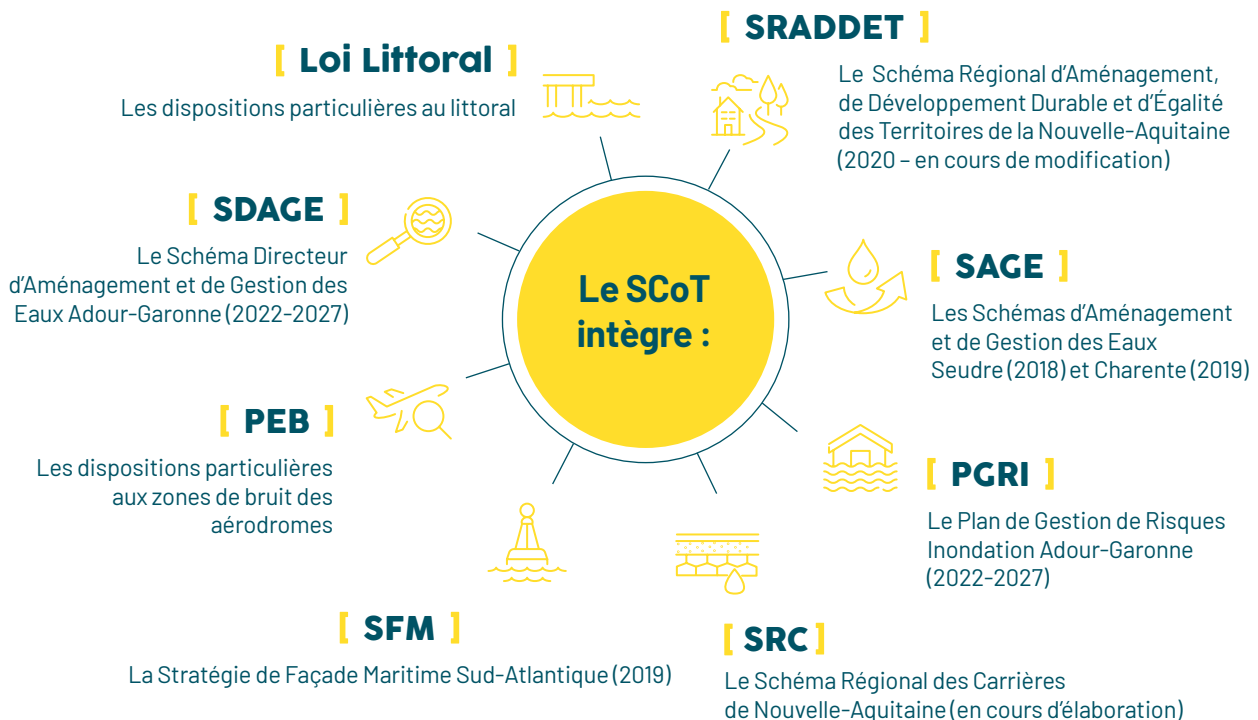 [ SRADDET ]
Le Schéma Régional d'Aménagement,
de Développement Durable et d'Égalité
des Territoires de la Nouvelle-Aquitaine
(2020 – en cours de modification)
[ Loi Littoral ]
Les dispositions particulières au littoral
[ SDAGE ]
Le Schéma Directeur
d'Aménagement et de Gestion des
Eaux Adour-Garonne (2022-2027)
Le SCoT
intègre :
[ SAGE ]
Les Schémas d'Aménagement
et de Gestion des Eaux
Seudre (2018) et Charente (2019)
[ PEB ]
Les dispositions particulières
aux zones de bruit des
aérodromes
[ PGRI ]
Le Plan de Gestion de Risques
Inondation Adour-Garonne
(2022-2027)
[ SFM ]
La Stratégie de Façade Maritime Sud-Atlantique (2019)
[ SRC ]
Le Schéma Régional des Carrières
de Nouvelle-Aquitaine (en cours d'élaboration)